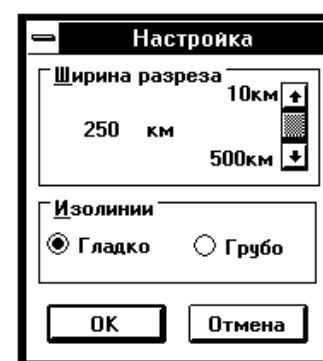 Настройка
Ширина разреза
10км
250 км
500км
Изолинии
Гладко Грубо
OK Отмена